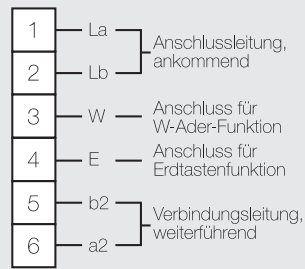 1 La
Anschlussleitung,
ankommend
2 Lb
3 W Anschluss für
W-Ader-Funktion
4 E Anschluss für
Erdtastenfunktion
5 b2
Verbindungsleitung,
weiterführend
6 a2